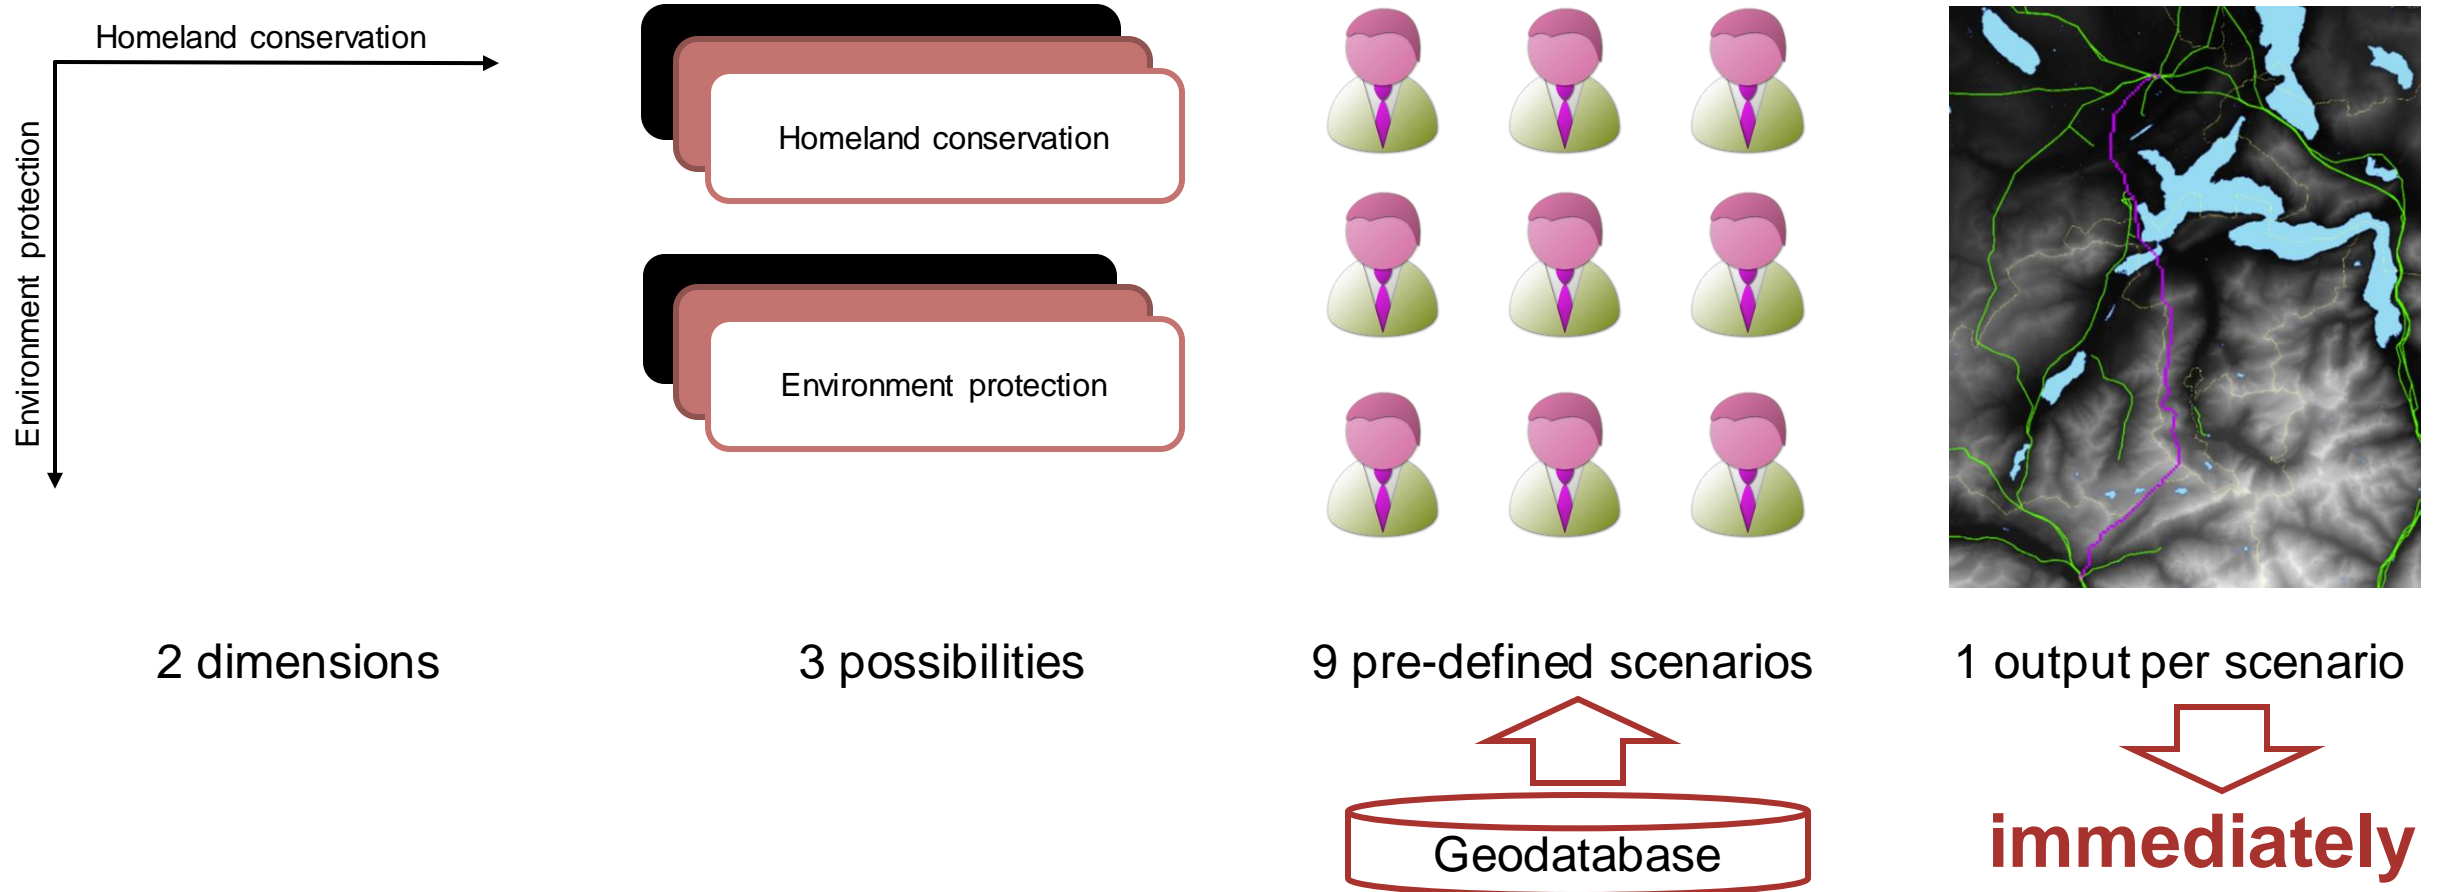 Homeland conservation
Environment protection
Homeland conservation
Environment protection
2 dimensions
3 possibilities
9 pre-defined scenarios
1 output per scenario
Geodatabase
immediately